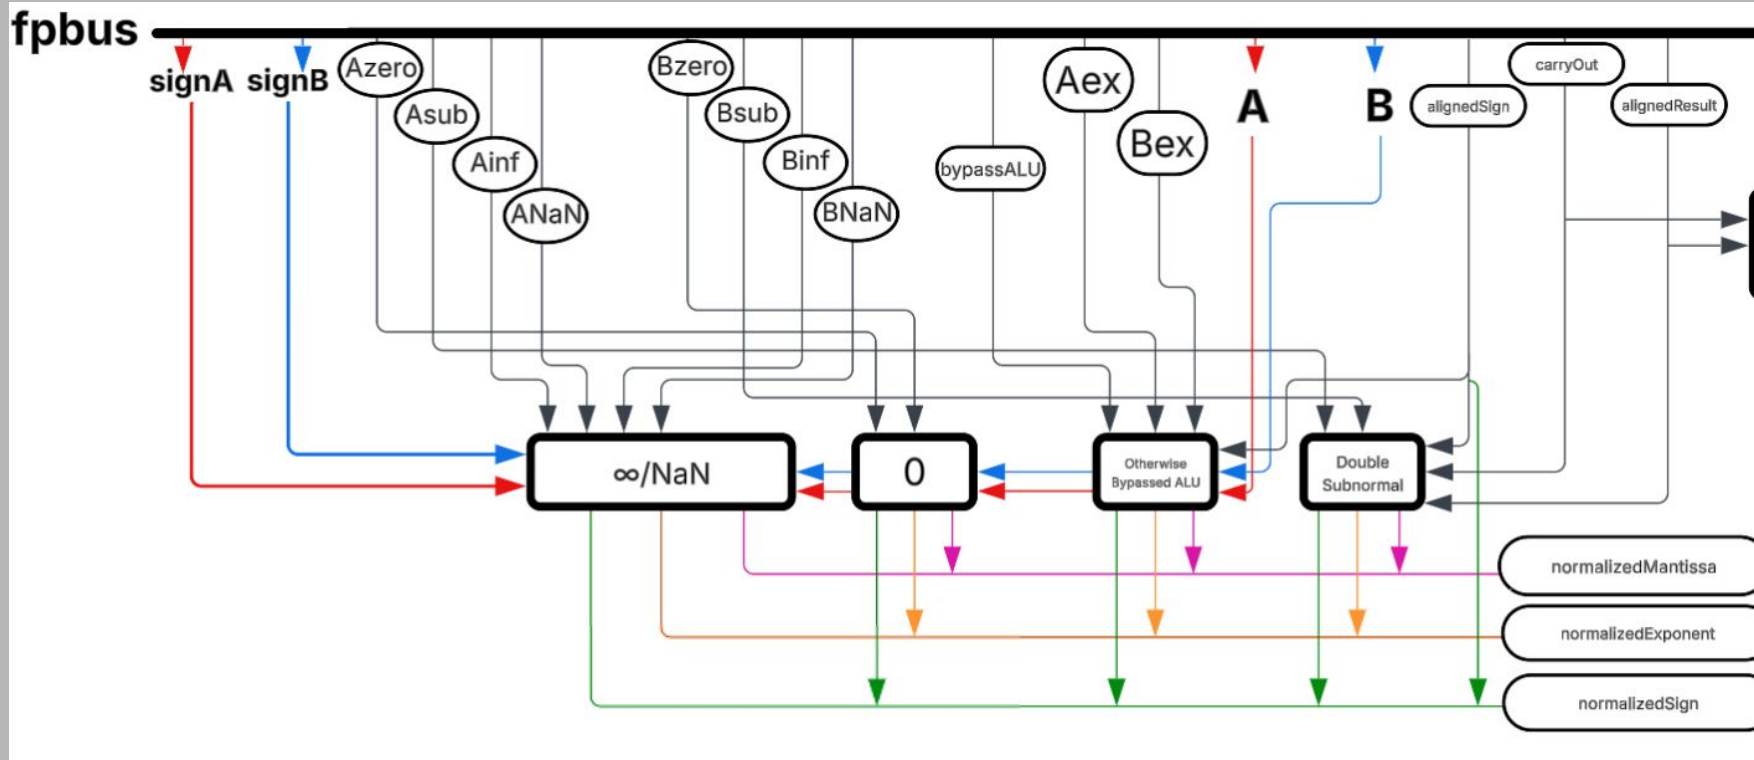 fpbus
signA
signB
Azero
Asub
Ainf
ANaN
Bzero
Bsub
Binf
BNaN
bypassALU
Aex
Bex
A
B
alignedSign
carryOut
alignedResult
∞/NaN
0
Otherwise
Bypassed ALU
Double
Subnormal
normalizedMantissa
normalizedExponent
normalizedSign